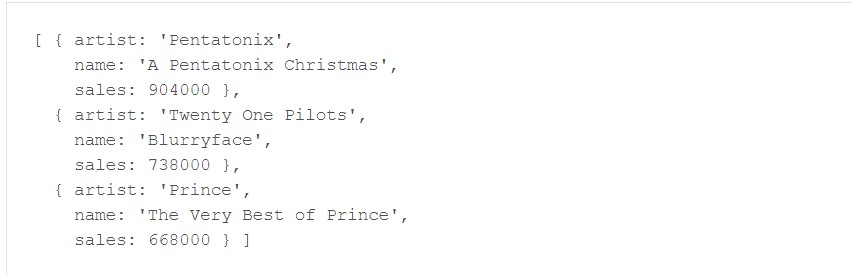 [ { artist: 'Pentatonix',
name: 'A Pentatonix Christmas',
sales: 904000 },
{ artist: 'Twenty One Pilots',
name: 'Blurryface',
sales: 738000 },
{ artist: 'Prince',
name: 'The Very Best of Prince',
sales: 668000 } ]